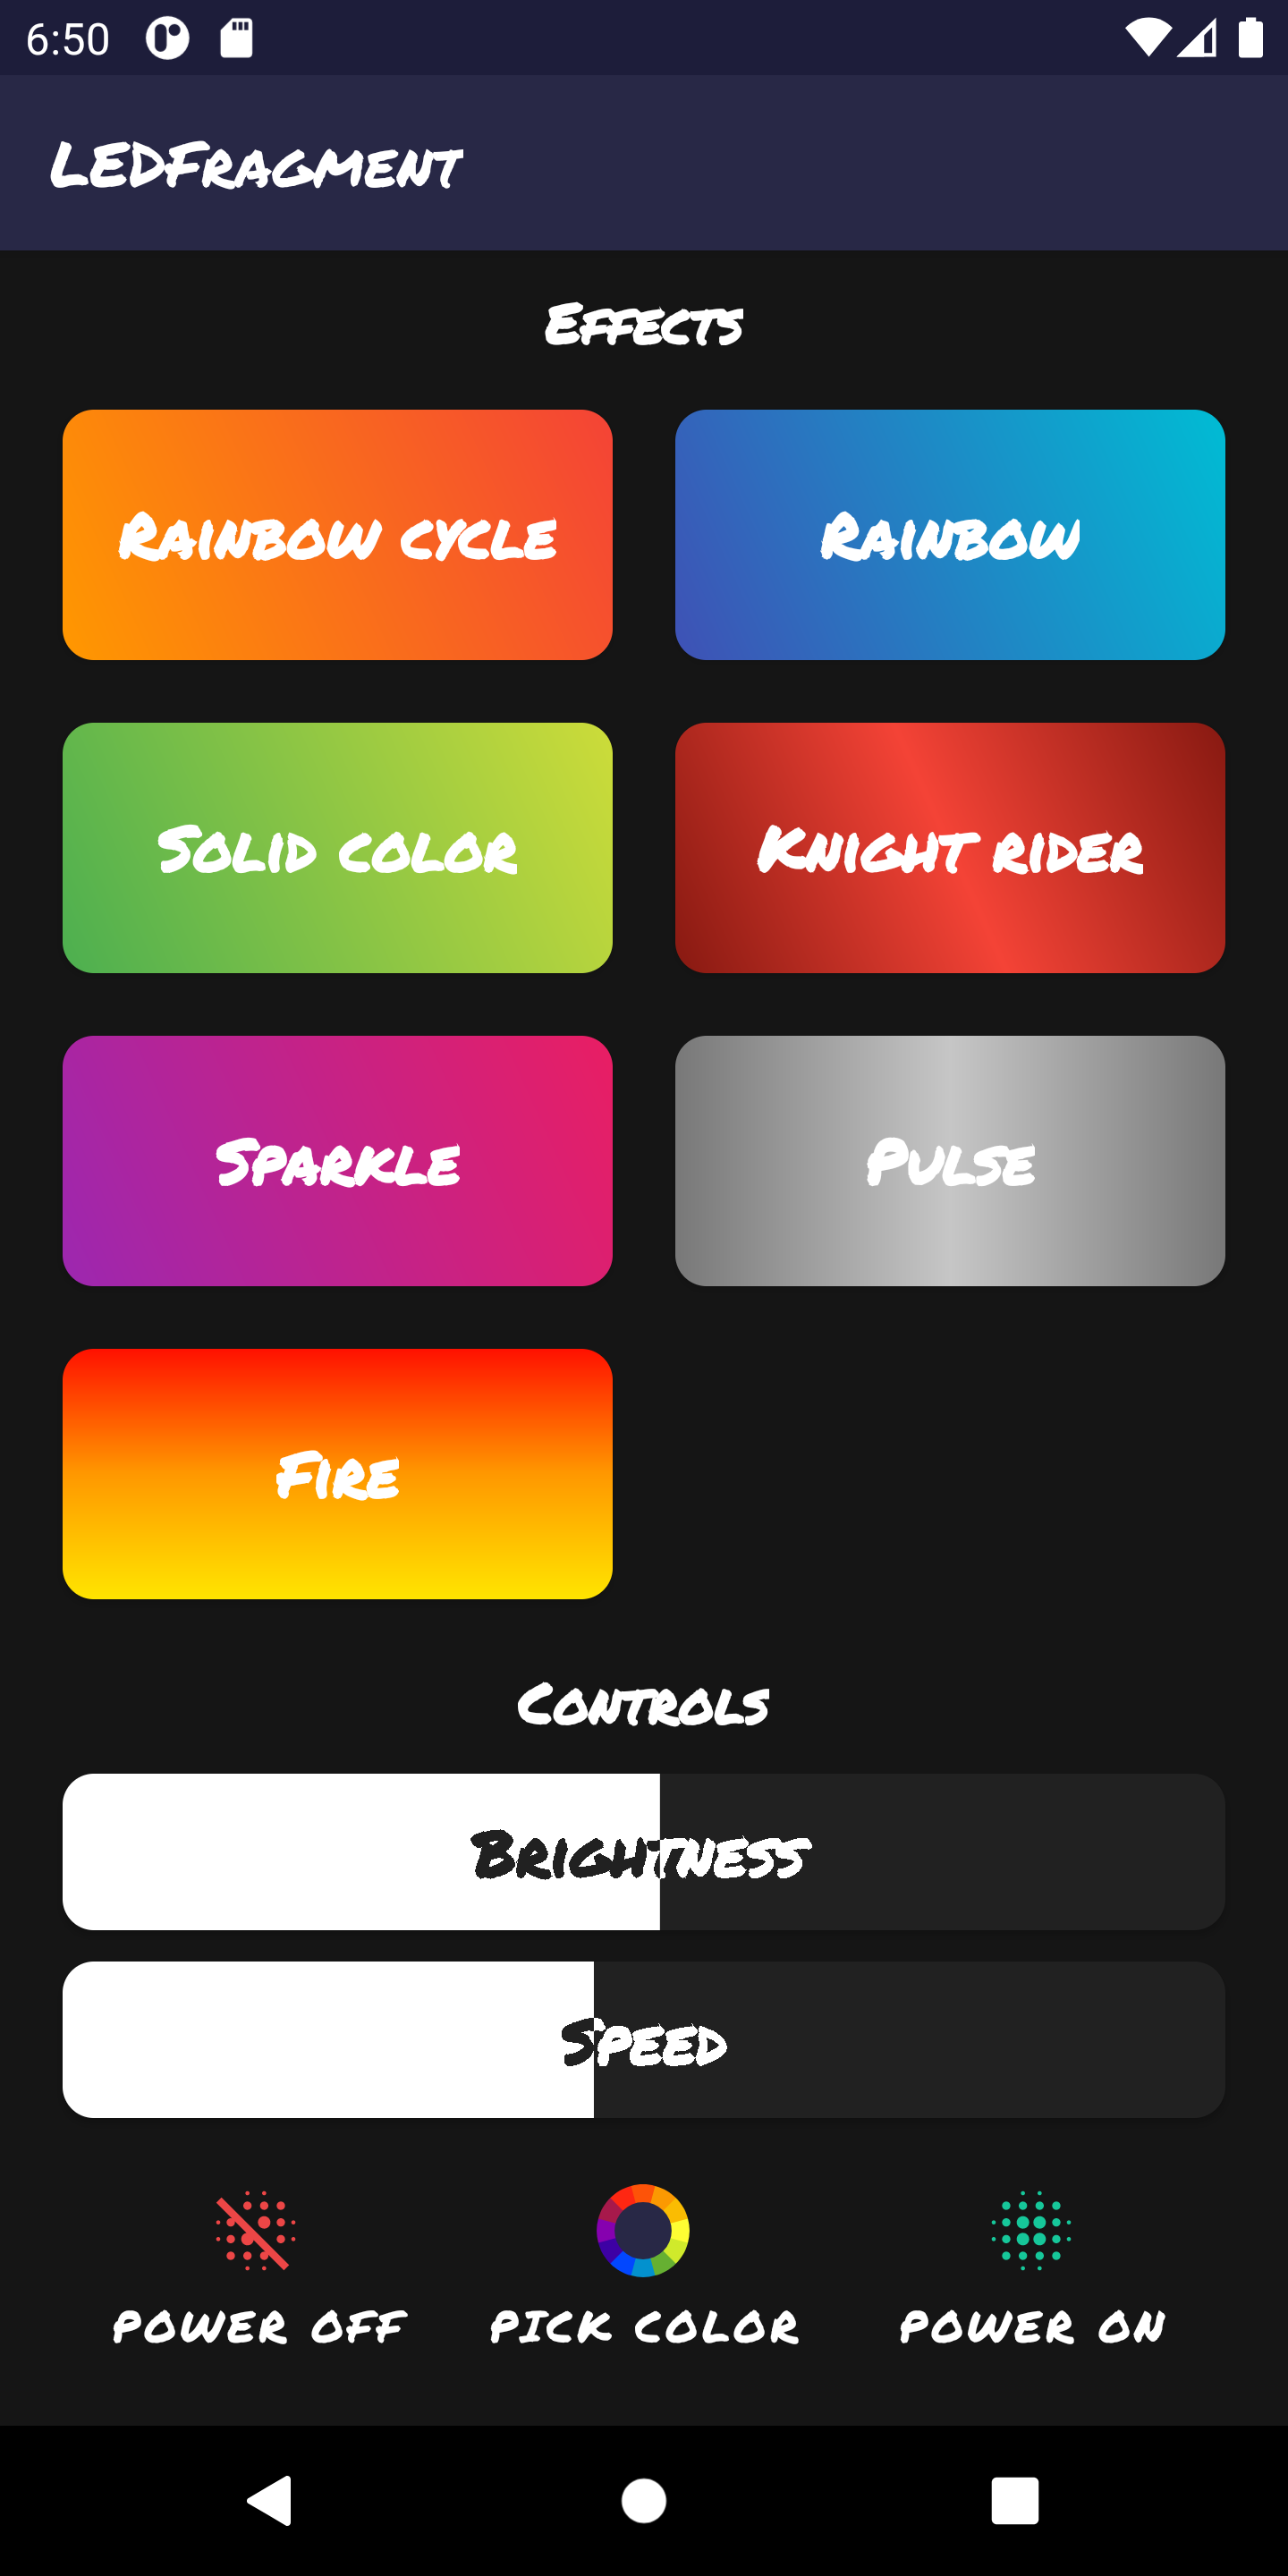 6:50
LEDFragment
Effects
Rainbow cycle
Rainbow
Solid color
Knight rider
Sparkle
Pulse
Fire
Controls
Brightness
Speed
Power off
Pick color
Power on